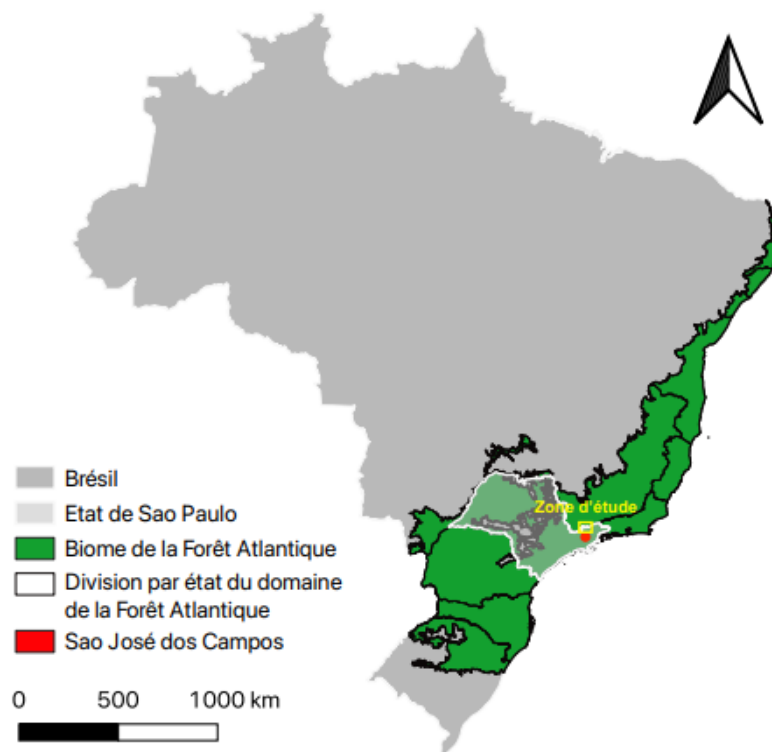 Zone d'étude
Brésil
Etat de Sao Paulo
Biome de la Forêt Atlantique
Division par état du domaine
de la Forêt Atlantique
Sao José dos Campos
0 500 1000 km